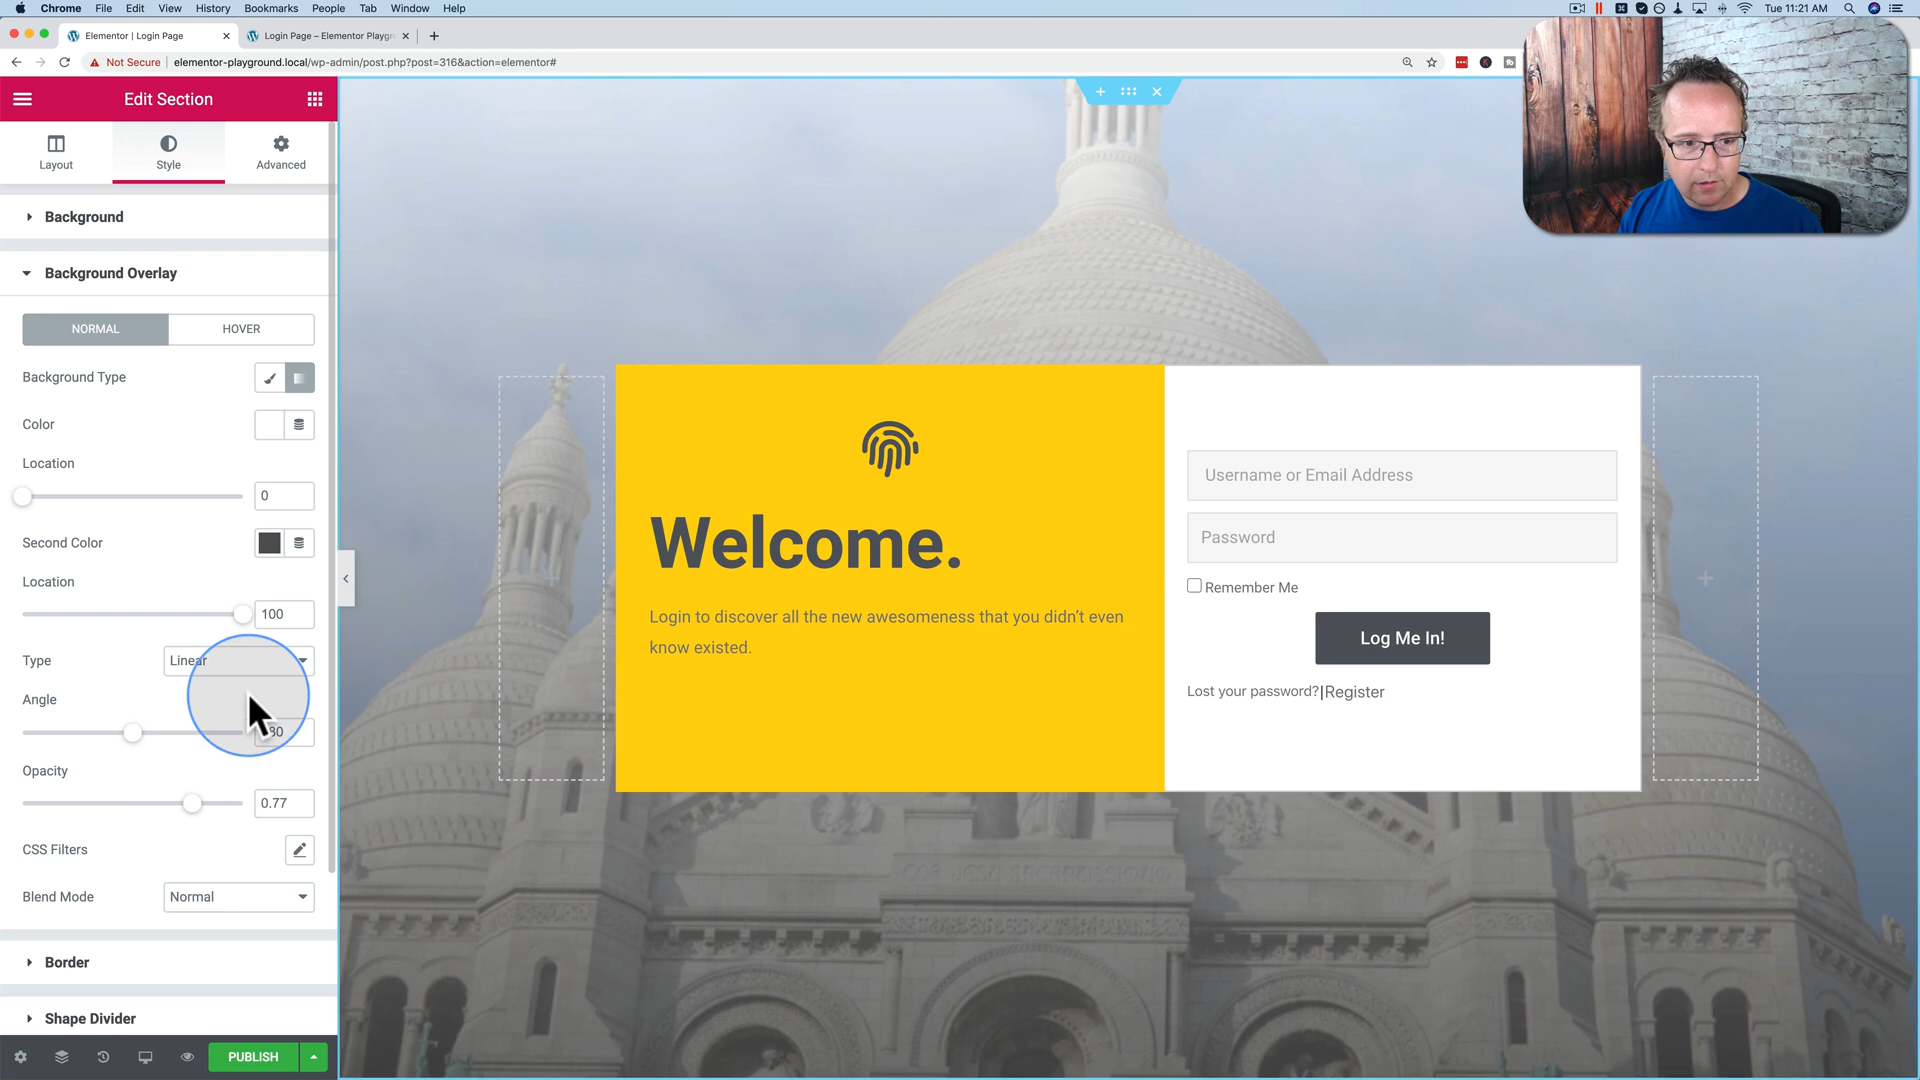 Chrome File Edit View History Bookmarks People Tab Window Help
Tue 11:21 AM
Elementor | Login Page
Login Page – Elementor Playgr
Not Secure
elementor-playground.local/wp-admin/post.php?post=316&action=elementor#
Edit Section
Layout
Style
Advanced
Background
Background Overlay
NORMAL
HOVER
Background Type
Color
Location
0
Second Color
Location
100
Type
Linear
Angle
Opacity
0.77
CSS Filters
Blend Mode
Normal
Border
Shape Divider
PUBLISH
Welcome.
Login to discover all the new awesomeness that you didn't even
know existed.
Username or Email Address
Password
Remember Me
Log Me In!
Lost your password?|Register